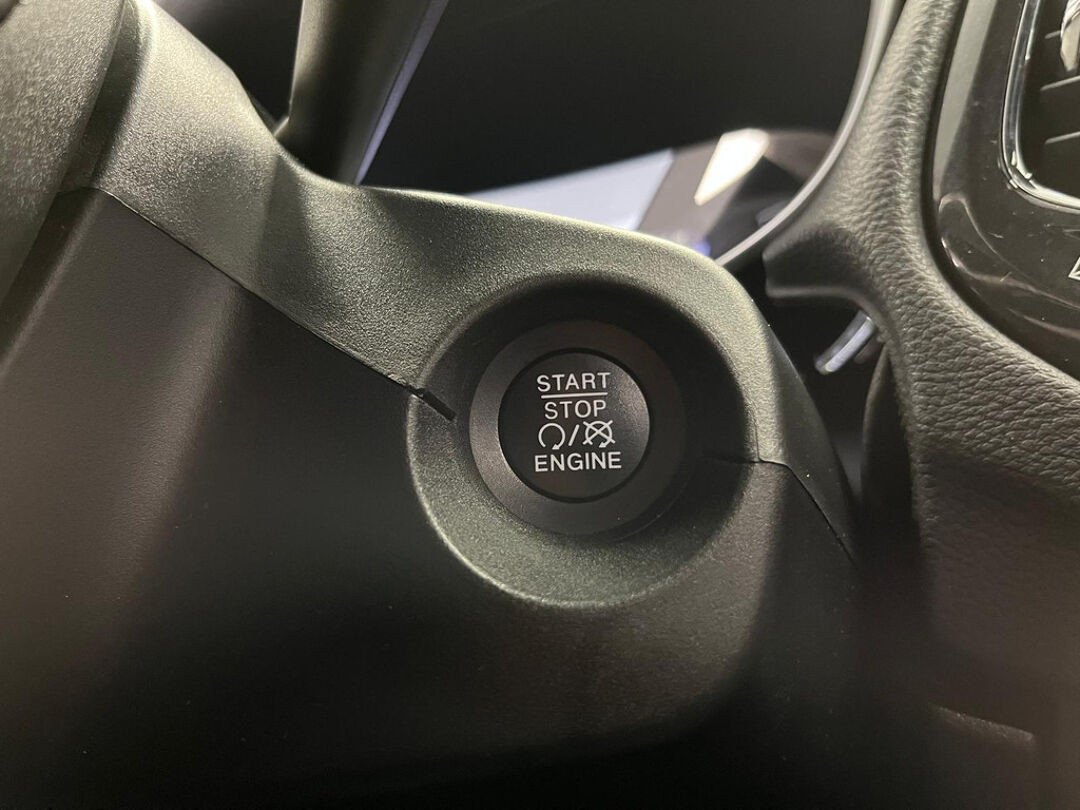 START
STOP
/
ENGINE